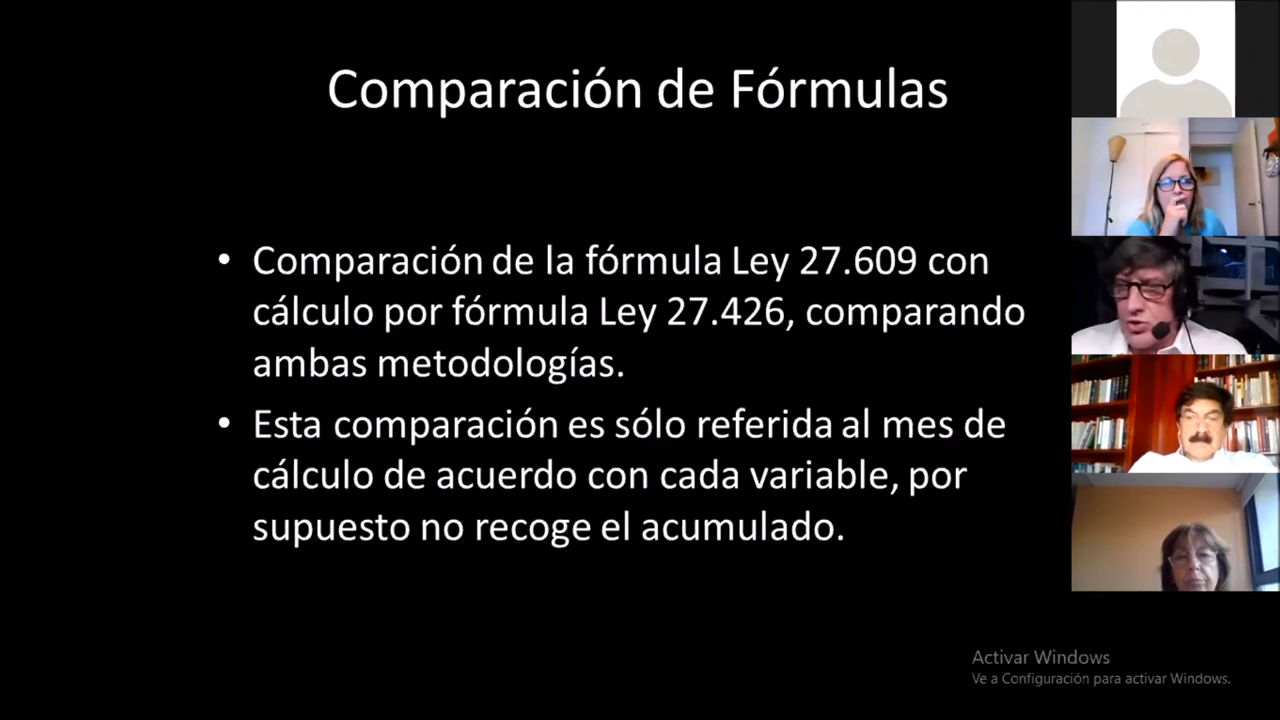 Comparación de Fórmulas
• Comparación de la fórmula Ley 27.609 con
cálculo por fórmula Ley 27.426, comparando
ambas metodologías.
• Esta comparación es sólo referida al mes de
cálculo de acuerdo con cada variable, por
supuesto no recoge el acumulado.
Activar Windows
Ve a Configuración para activar Windows.